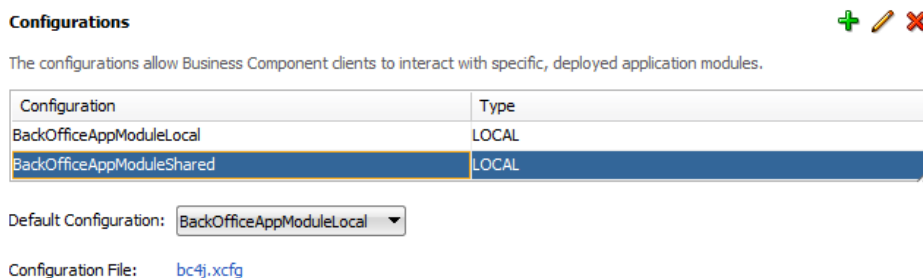 Configurations
The configurations allow Business Component clients to interact with specific, deployed application modules.
Configuration Type
BackOfficeAppModuleLocal LOCAL
BackOfficeAppModuleShared LOCAL
Default Configuration: BackOfficeAppModuleLocal
Configuration File: bc4j.xcfg